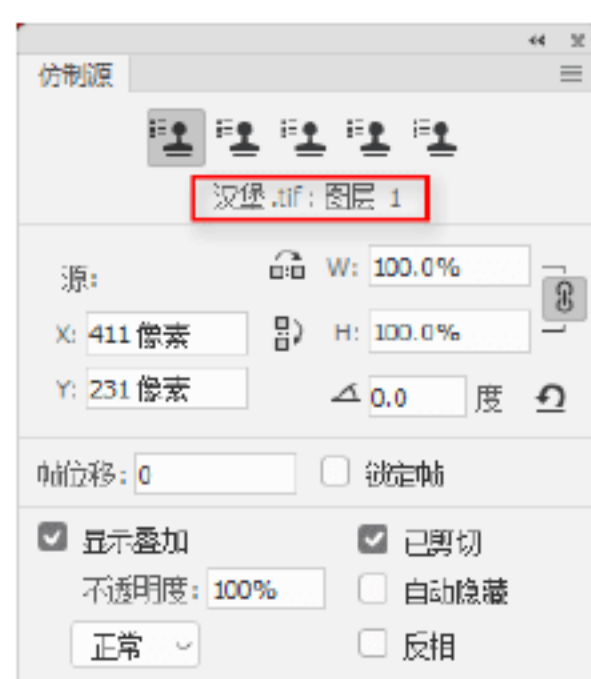 仿制源
汉堡.tif : 图层 1
源:
W: 100.0%
X: 411 像素
H: 100.0%
Y: 231 像素
0.0 度
帧位移: 0
锁定帧
显示叠加
已剪切
不透明度: 100%
自动隐藏
正常
反相